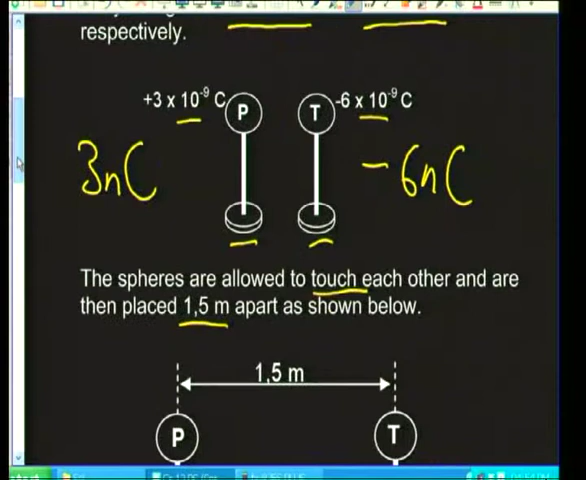 respectively.
+3 x 10⁻⁹ C P T -6 x 10⁻⁹ C
3nC -6nC
The spheres are allowed to touch each other and are
then placed 1,5 m apart as shown below.
1,5 m
P T